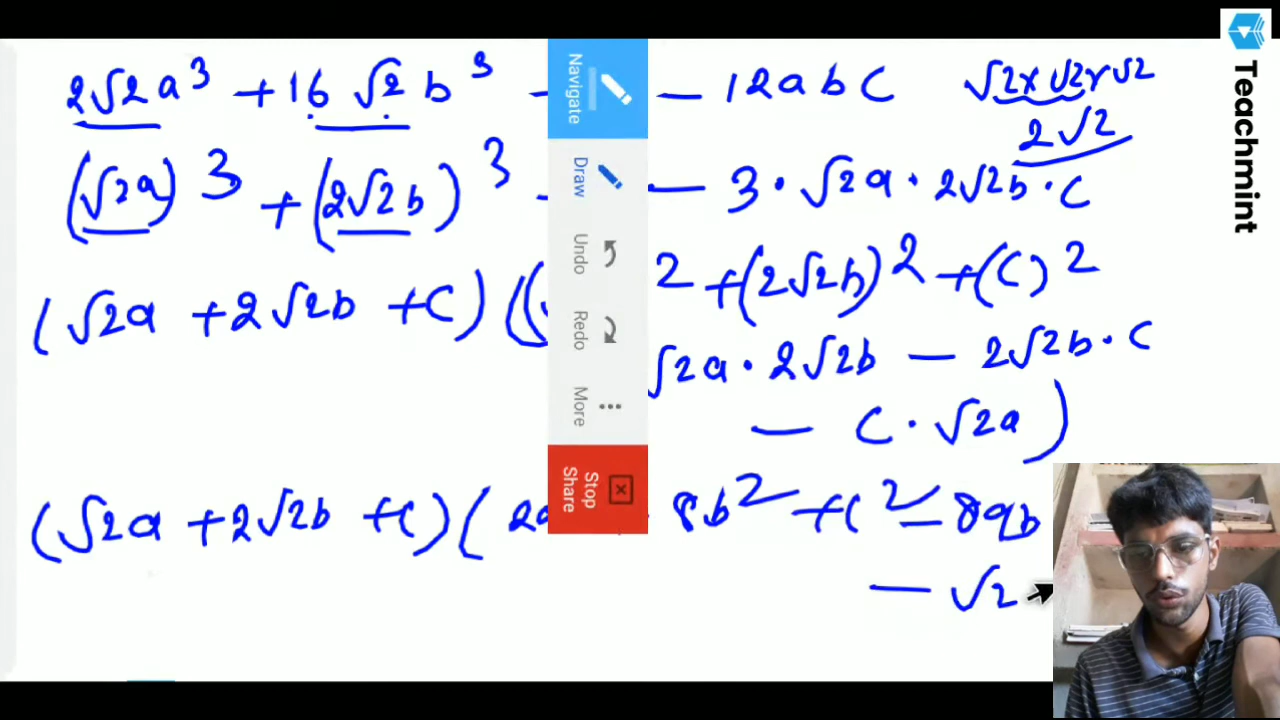 2√2a³ + 16√2b³ - — 12abc
√2×√2×√2
2√2
(√2a)³ + (2√2b)³ - — 3·√2a·2√2b·c
(√2a + 2√2b + c) (( ² + (2√2b)² + (c)²
√2a·2√2b — 2√2b·c
— c·√2a)
(√2a + 2√2b + c) (2a 8b² + c² — 8ab
— √2
Navigate
Draw
Undo
Redo
More
Stop Share
Teachmint